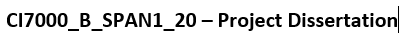 CI7000_B_SPAN1_20 – Project Dissertation